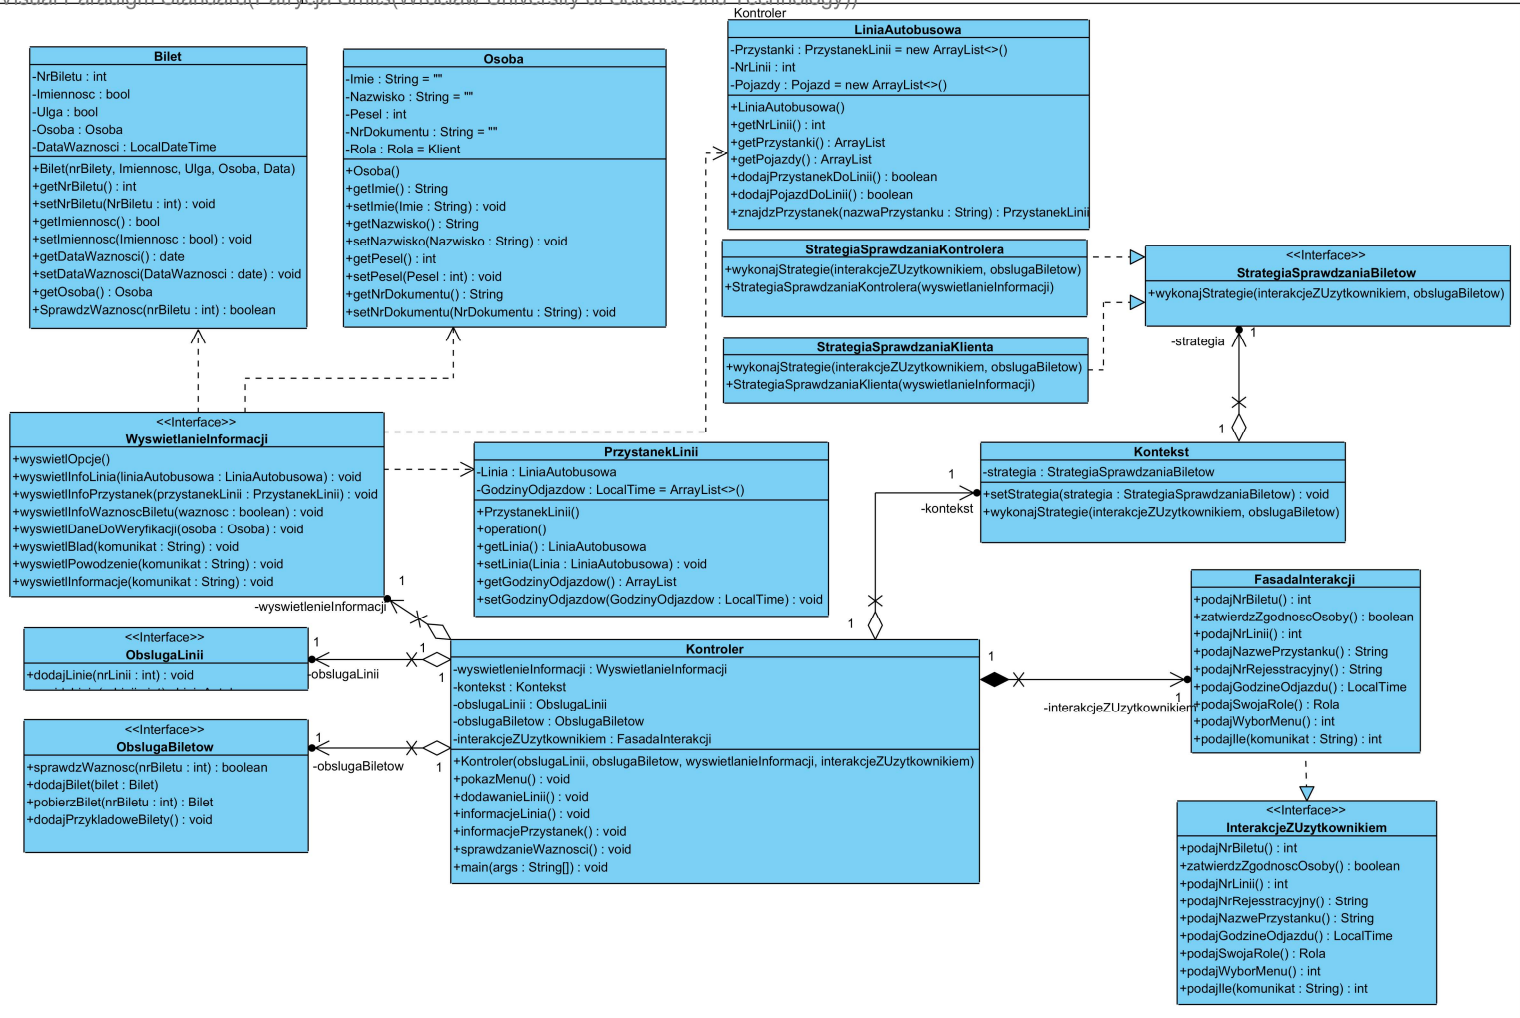 Visual Paradigm Standard(Patrycja Smits(Wroclaw University of Science and Technology))
Kontroler
Bilet
-NrBiletu : int
-Imiennosc : bool
-Ulga : bool
-Osoba : Osoba
-DataWaznosci : LocalDateTime
+Bilet(nrBilety, Imiennosc, Ulga, Osoba, Data)
+getNrBiletu() : int
+setNrBiletu(NrBiletu : int) : void
+getImiennosc() : bool
+setImiennosc(Imiennosc : bool) : void
+getDataWaznosci() : date
+setDataWaznosci(DataWaznosci : date) : void
+getOsoba() : Osoba
+SprawdzWaznosc(nrBiletu : int) : boolean
Osoba
-Imie : String = ""
-Nazwisko : String = ""
-Pesel : int
-NrDokumentu : String = ""
-Rola : Rola = Klient
+Osoba()
+getImie() : String
+setImie(Imie : String) : void
+getNazwisko() : String
+setNazwisko(Nazwisko : String) : void
+getPesel() : int
+setPesel(Pesel : int) : void
+getNrDokumentu() : String
+setNrDokumentu(NrDokumentu : String) : void
LiniaAutobusowa
-Przystanki : PrzystanekLinii = new ArrayList<>()
-NrLinii : int
-Pojazdy : Pojazd = new ArrayList<>()
+LiniaAutobusowa()
+getNrLinii() : int
+getPrzystanki() : ArrayList
+getPojazdy() : ArrayList
+dodajPrzystanekDoLinii() : boolean
+dodajPojazdDoLinii() : boolean
+znajdzPrzystanek(nazwaPrzystanku : String) : PrzystanekLinii
StrategiaSprawdzaniaKontrolera
+wykonajStrategie(interakcjeZUzytkownikiem, obslugaBiletow)
+StrategiaSprawdzaniaKontrolera(wyswietlanieInformacji)
<<Interface>>
StrategiaSprawdzaniaBiletow
+wykonajStrategie(interakcjeZUzytkownikiem, obslugaBiletow)
StrategiaSprawdzaniaKlienta
+wykonajStrategie(interakcjeZUzytkownikiem, obslugaBiletow)
+StrategiaSprawdzaniaKlienta(wyswietlanieInformacji)
1
-strategia
1
<<Interface>>
WyswietlanieInformacji
+wyswietlOpcje()
+wyswietlInfoLinia(liniaAutobusowa : LiniaAutobusowa) : void
+wyswietlInfoPrzystanek(przystanekLinii : PrzystanekLinii) : void
+wyswietlInfoWaznoscBiletu(waznosc : boolean) : void
+wyswietlDaneDoWeryfikacji(osoba : Osoba) : void
+wyswietlBlad(komunikat : String) : void
+wyswietlPowodzenie(komunikat : String) : void
+wyswietlInformacje(komunikat : String) : void
PrzystanekLinii
-Linia : LiniaAutobusowa
-GodzinyOdjazdow : LocalTime = ArrayList<>()
+PrzystanekLinii()
+operation()
+getLinia() : LiniaAutobusowa
+setLinia(Linia : LiniaAutobusowa) : void
+getGodzinyOdjazdow() : ArrayList
+setGodzinyOdjazdow(GodzinyOdjazdow : LocalTime) : void
Kontekst
-strategia : StrategiaSprawdzaniaBiletow
+setStrategia(strategia : StrategiaSprawdzaniaBiletow) : void
+wykonajStrategie(interakcjeZUzytkownikiem, obslugaBiletow)
1
-kontekst
1
1
-wyswietlenieInformacji
1
<<Interface>>
ObslugaLinii
+dodajLinie(nrLinii : int) : void
1
-obslugaLinii
1
<<Interface>>
ObslugaBiletow
+sprawdzWaznosc(nrBiletu : int) : boolean
+dodajBilet(bilet : Bilet)
+pobierzBilet(nrBiletu : int) : Bilet
+dodajPrzykladoweBilety() : void
1
-obslugaBiletow
1
Kontroler
-wyswietlenieInformacji : WyswietlanieInformacji
-kontekst : Kontekst
-obslugaLinii : ObslugaLinii
-obslugaBiletow : ObslugaBiletow
-interakcjeZUzytkownikiem : FasadaInterakcji
+Kontroler(obslugaLinii, obslugaBiletow, wyswietlanieInformacji, interakcjeZUzytkownikiem)
+pokazMenu() : void
+dodawanieLinii() : void
+informacjeLinia() : void
+informacjePrzystanek() : void
+sprawdzanieWaznosci() : void
+main(args : String[]) : void
1
-interakcjeZUzytkownikiem
1
FasadaInterakcji
+podajNrBiletu() : int
+zatwierdzZgodnoscOsoby() : boolean
+podajNrLinii() : int
+podajNazwePrzystanku() : String
+podajNrRejesstracyjny() : String
+podajGodzineOdjazdu() : LocalTime
+podajSwojaRole() : Rola
+podajWyborMenu() : int
+podajIle(komunikat : String) : int
<<Interface>>
InterakcjeZUzytkownikiem
+podajNrBiletu() : int
+zatwierdzZgodnoscOsoby() : boolean
+podajNrLinii() : int
+podajNrRejesstracyjny() : String
+podajNazwePrzystanku() : String
+podajGodzineOdjazdu() : LocalTime
+podajSwojaRole() : Rola
+podajWyborMenu() : int
+podajIle(komunikat : String) : int